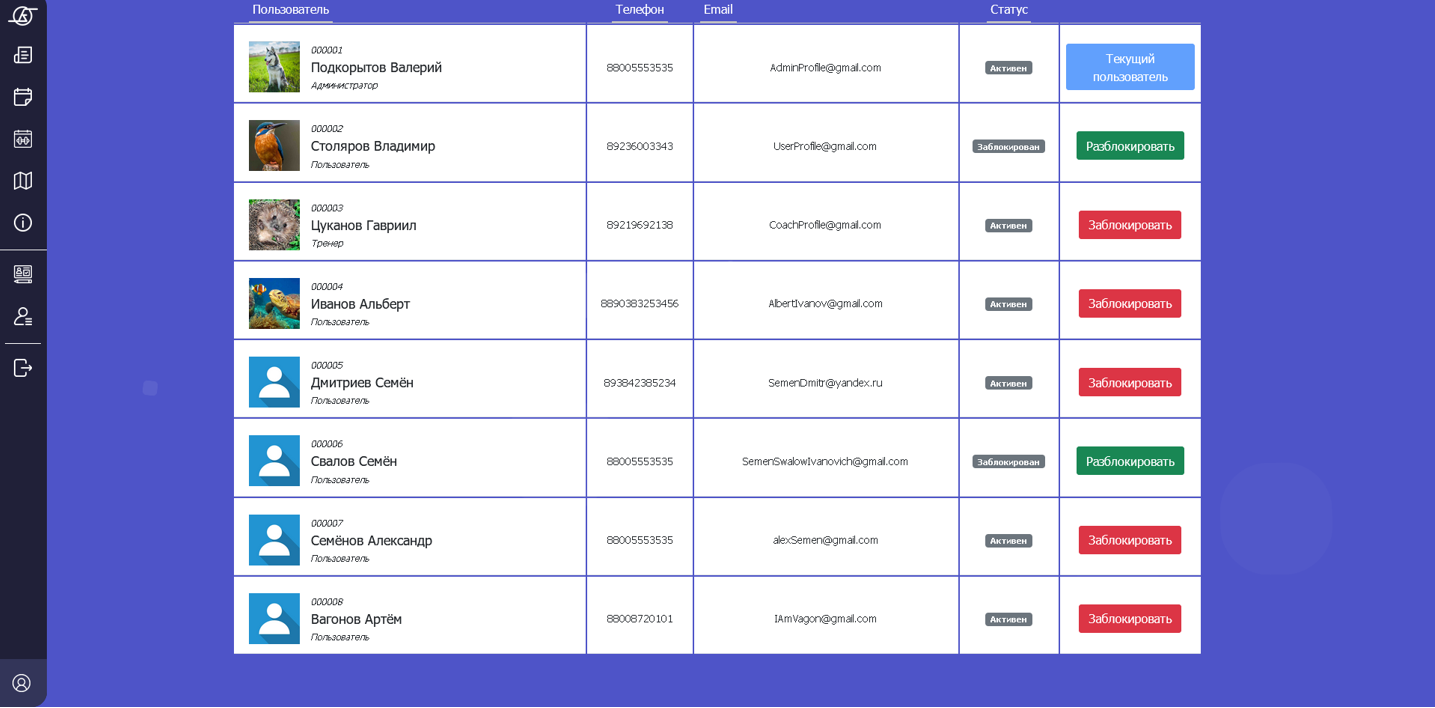 Пользователь Телефон Email Статус
000001
Подкорытов Валерий
Администратор
88005553535
AdminProfile@gmail.com
Активен
Текущий
пользователь
000002
Столяров Владимир
Пользователь
89236003343
UserProfile@gmail.com
Заблокирован
Разблокировать
000003
Цуканов Гавриил
Тренер
89219692138
CoachProfile@gmail.com
Активен
Заблокировать
000004
Иванов Альберт
Пользователь
8890383253456
AlbertIvanov@gmail.com
Активен
Заблокировать
000005
Дмитриев Семён
Пользователь
893842385234
SemenDmitr@yandex.ru
Активен
Заблокировать
000006
Свалов Семён
Пользователь
88005553535
SemenSwalowIvanovich@gmail.com
Заблокирован
Разблокировать
000007
Семёнов Александр
Пользователь
88005553535
alexSemen@gmail.com
Активен
Заблокировать
000008
Вагонов Артём
Пользователь
88008720101
IAmVagon@gmail.com
Активен
Заблокировать